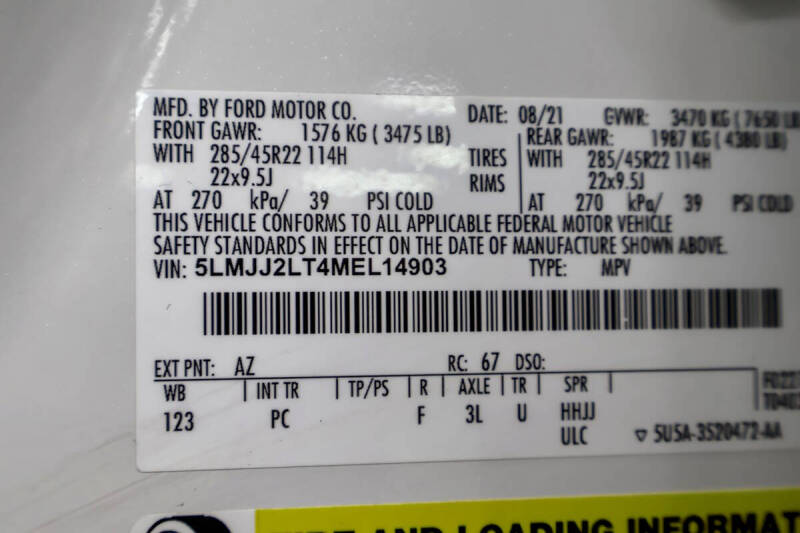 MFD. BY FORD MOTOR CO. DATE: 08/21 GVWR: 3470 KG ( 7650 LB
FRONT GAWR: 1576 KG ( 3475 LB) REAR GAWR: 1987 KG ( 4380 LB)
WITH 285/45R22 114H TIRES WITH 285/45R22 114H
22x9.5J RIMS 22x9.5J
AT 270 kPa/ 39 PSI COLD AT 270 kPa/ 39 PSI COLD
THIS VEHICLE CONFORMS TO ALL APPLICABLE FEDERAL MOTOR VEHICLE
SAFETY STANDARDS IN EFFECT ON THE DATE OF MANUFACTURE SHOWN ABOVE.
VIN: 5LMJJ2LT4MEL14903 TYPE: MPV
EXT PNT: AZ RC: 67 DSO:
WB INT TR TP/PS R AXLE TR SPR
123 PC F 3L U HHJJ
ULC 5U5A-3520472-AA
AND LOADING INFORMAT